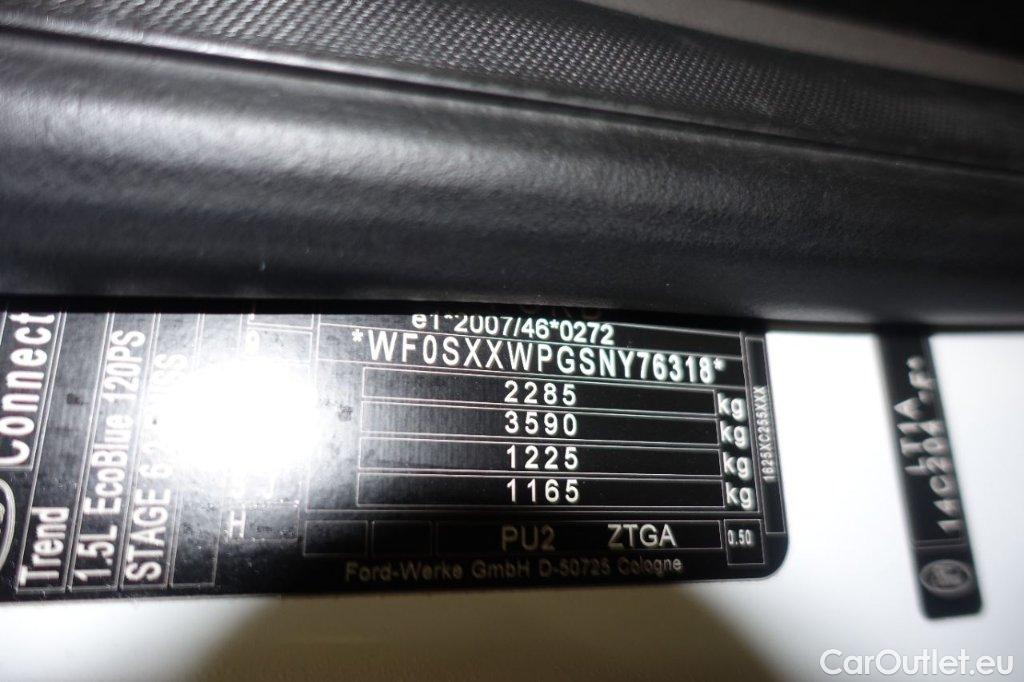 e1*2007/46*0272
*WF0SXXWPGSNY76318*
2285 kg
3590 kg
1225 kg
1165 kg
PU2 ZTGA 0.50
Ford-Werke GmbH D-50725 Cologne
1625XC255XXX
Connect
Trend
1.5L EcoBlue 120PS
STAGE 6
CarOutlet.eu